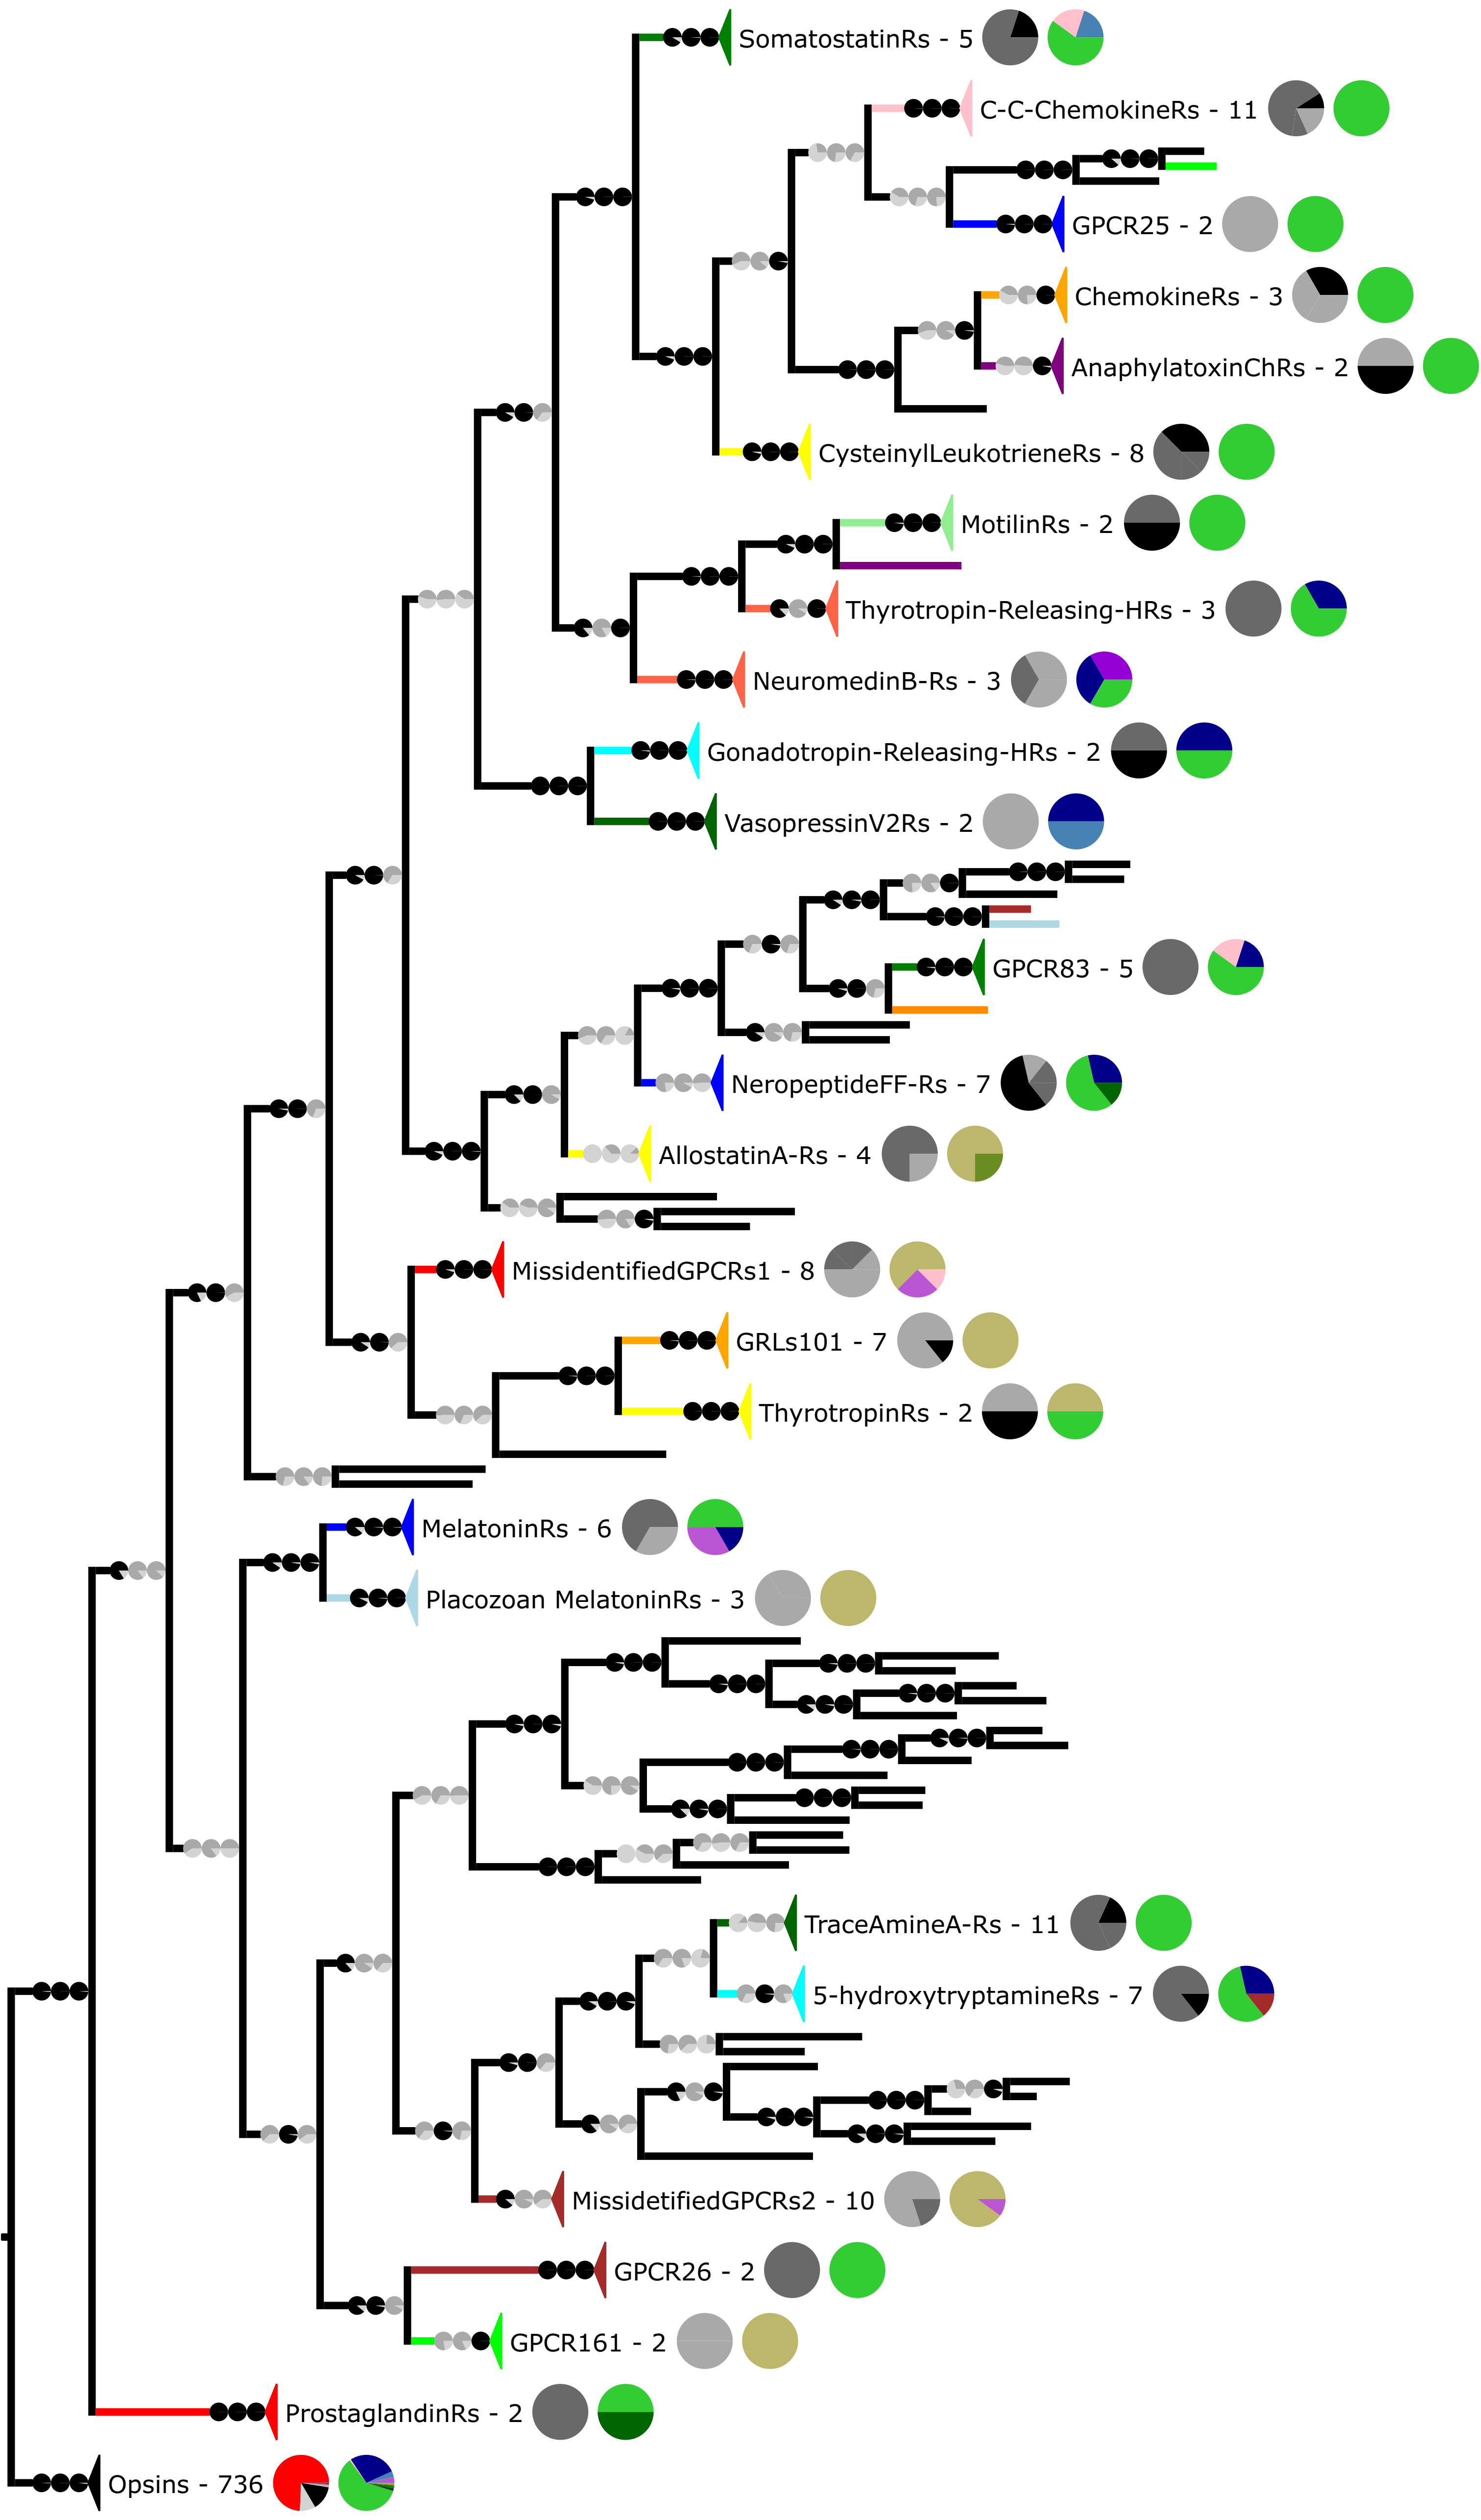 SomatostatinRs - 5
C-C-ChemokineRs - 11
GPCR25 - 2
ChemokineRs - 3
AnaphylatoxinChRs - 2
CysteinylLeukotrieneRs - 8
MotilinRs - 2
Thyrotropin-Releasing-HRs - 3
NeuromedinB-Rs - 3
Gonadotropin-Releasing-HRs - 2
VasopressinV2Rs - 2
GPCR83 - 5
NeropeptideFF-Rs - 7
AllostatinA-Rs - 4
MissidentifiedGPCRs1 - 8
GRLs101 - 7
ThyrotropinRs - 2
MelatoninRs - 6
Placozoan MelatoninRs - 3
TraceAmineA-Rs - 11
5-hydroxytryptamineRs - 7
MissidetifiedGPCRs2 - 10
GPCR26 - 2
GPCR161 - 2
ProstaglandinRs - 2
Opsins - 736